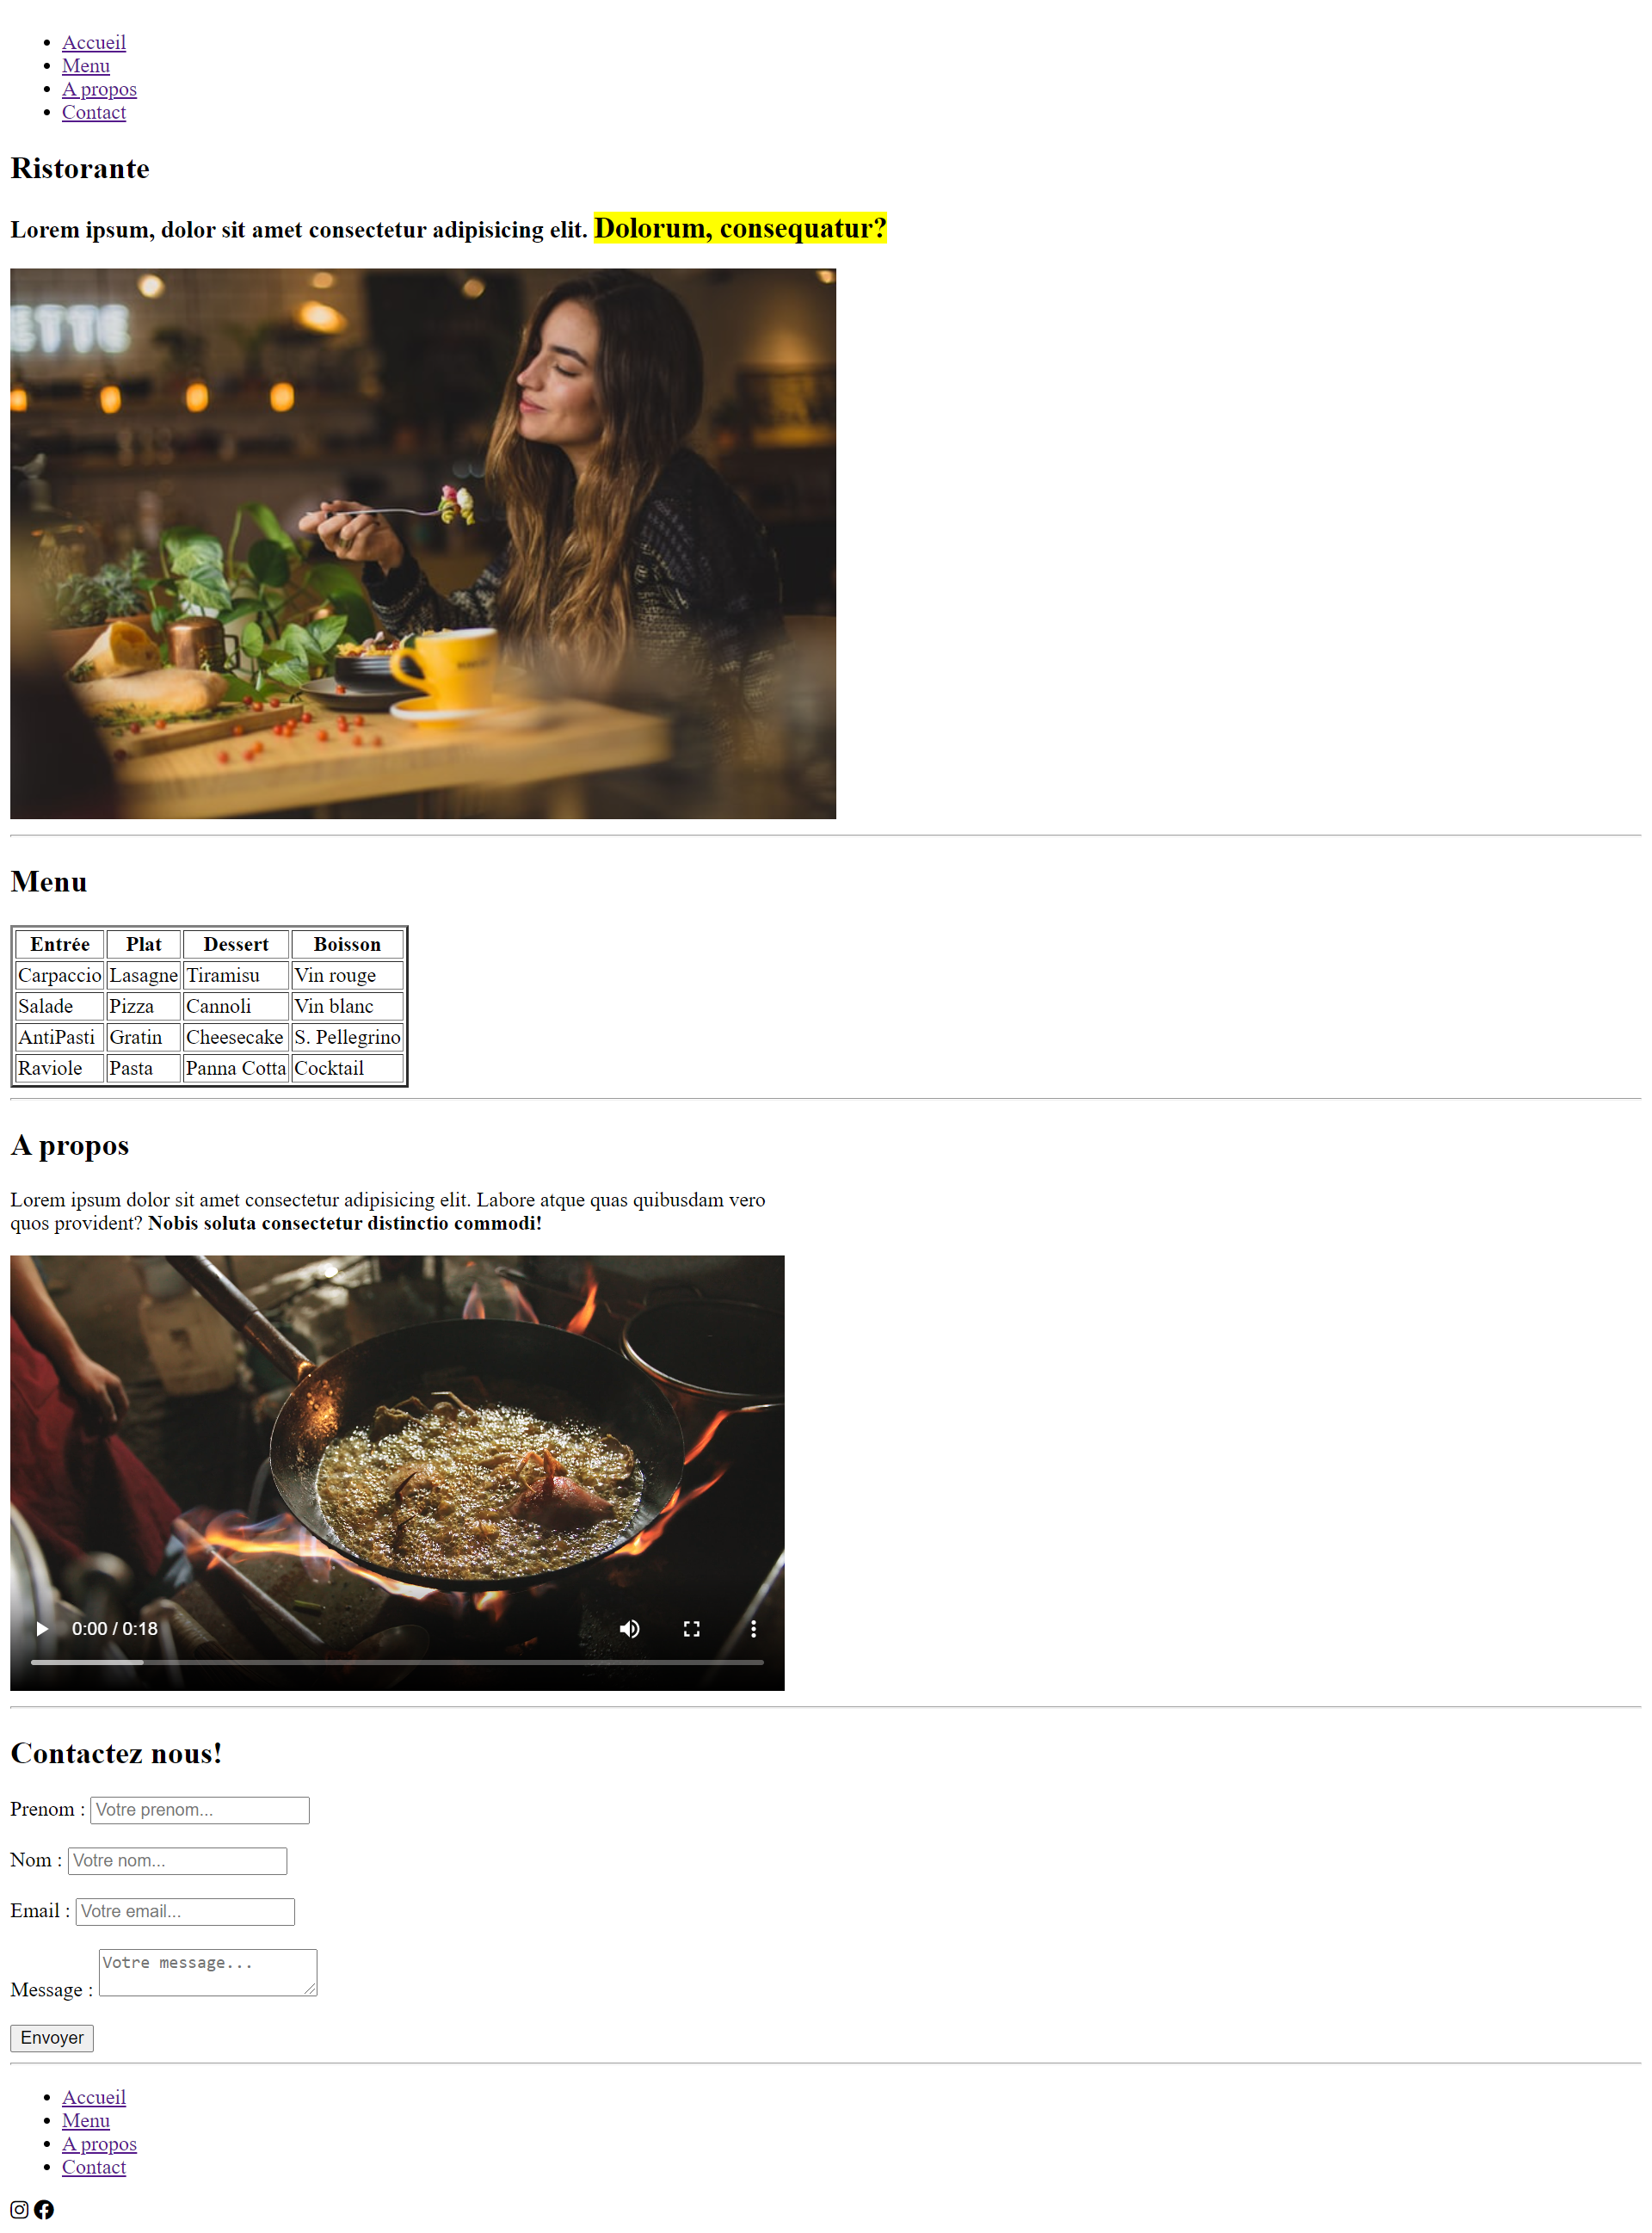 Accueil
Menu
A propos
Contact
Ristorante
Lorem ipsum, dolor sit amet consectetur adipisicing elit. Dolorum, consequatur?
ETTE
Menu
Entrée Plat Dessert Boisson
Carpaccio Lasagne Tiramisu Vin rouge
Salade Pizza Cannoli Vin blanc
AntiPasti Gratin Cheesecake S. Pellegrino
Raviole Pasta Panna Cotta Cocktail
A propos
Lorem ipsum dolor sit amet consectetur adipisicing elit. Labore atque quas quibusdam vero
quos provident? Nobis soluta consectetur distinctio commodi!
0:00 / 0:18
Contactez nous!
Prenom : Votre prenom...
Nom : Votre nom...
Email : Votre email...
Message : Votre message...
Envoyer
Accueil
Menu
A propos
Contact